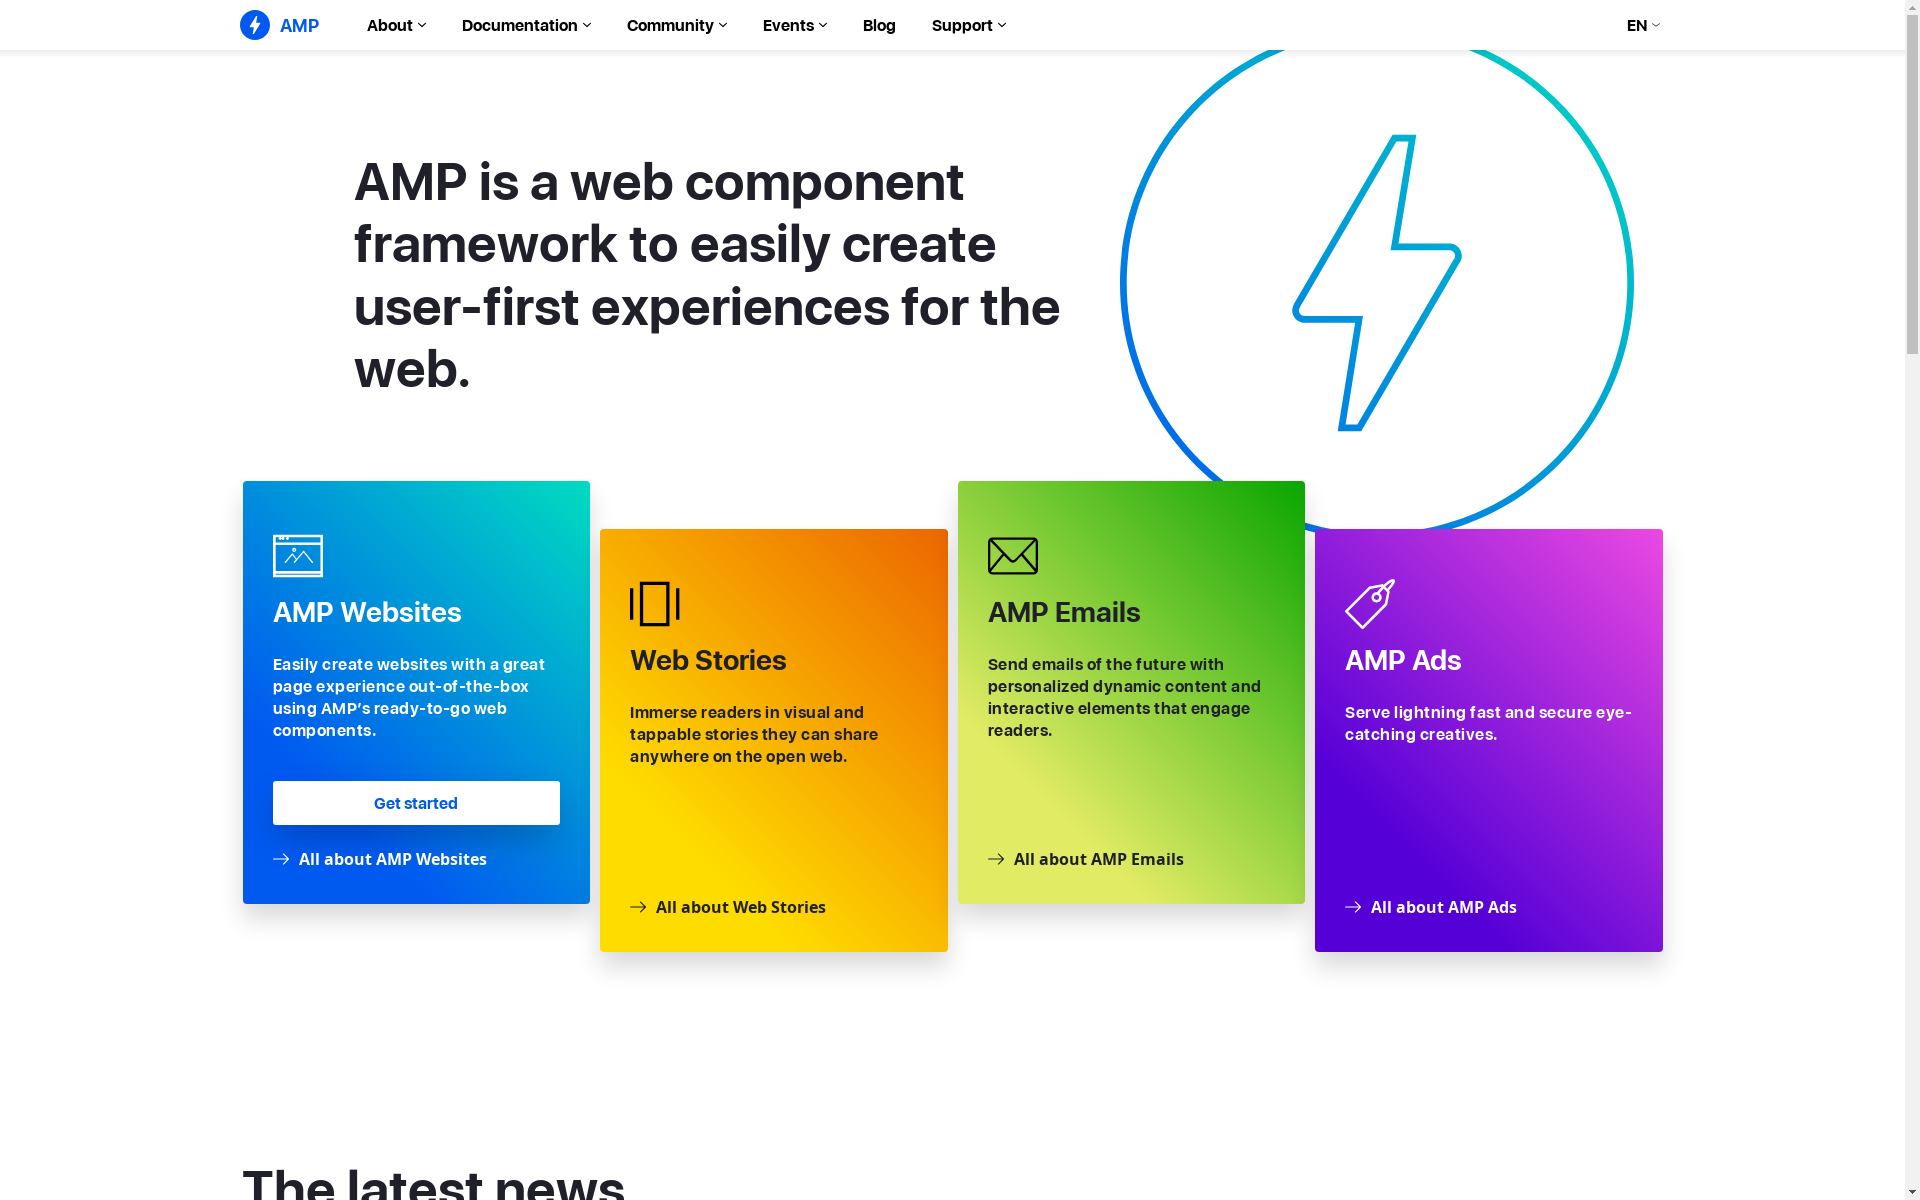 AMP
About
Documentation
Community
Events
Blog
Support
EN
AMP is a web component
framework to easily create
user-first experiences for the
web.
AMP Websites
Easily create websites with a great
page experience out-of-the-box
using AMP’s ready-to-go web
components.
Get started
All about AMP Websites
Web Stories
Immerse readers in visual and
tappable stories they can share
anywhere on the open web.
All about Web Stories
AMP Emails
Send emails of the future with
personalized dynamic content and
interactive elements that engage
readers.
All about AMP Emails
AMP Ads
Serve lightning fast and secure eye-
catching creatives.
All about AMP Ads
The latest news